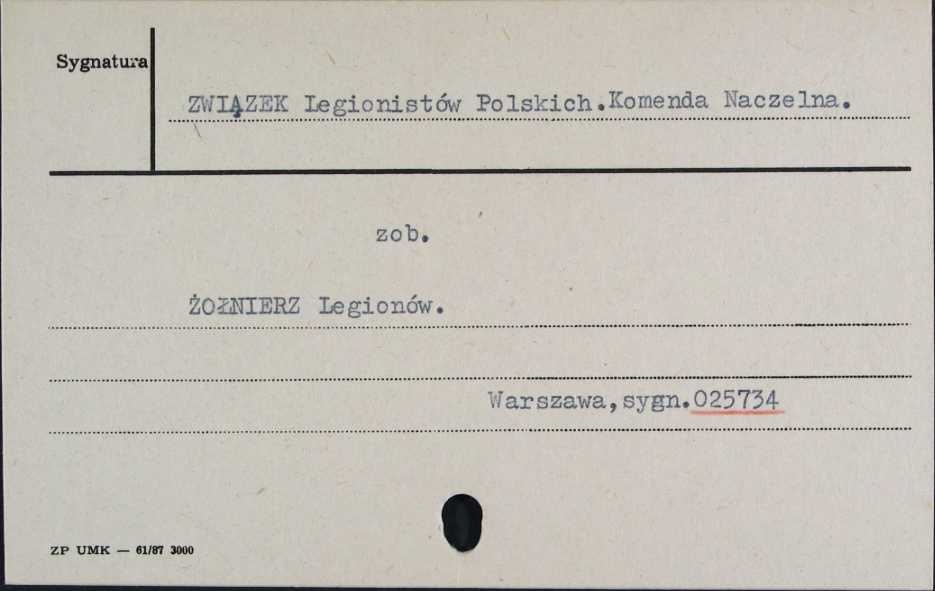 Sygnatura
ZWIĄZEK Legionistów Polskich.Komenda Naczelna.
zob.
ŻOŁNIERZ Legionów.
Warszawa,sygn.025734
ZP UMK — 61/87 3000